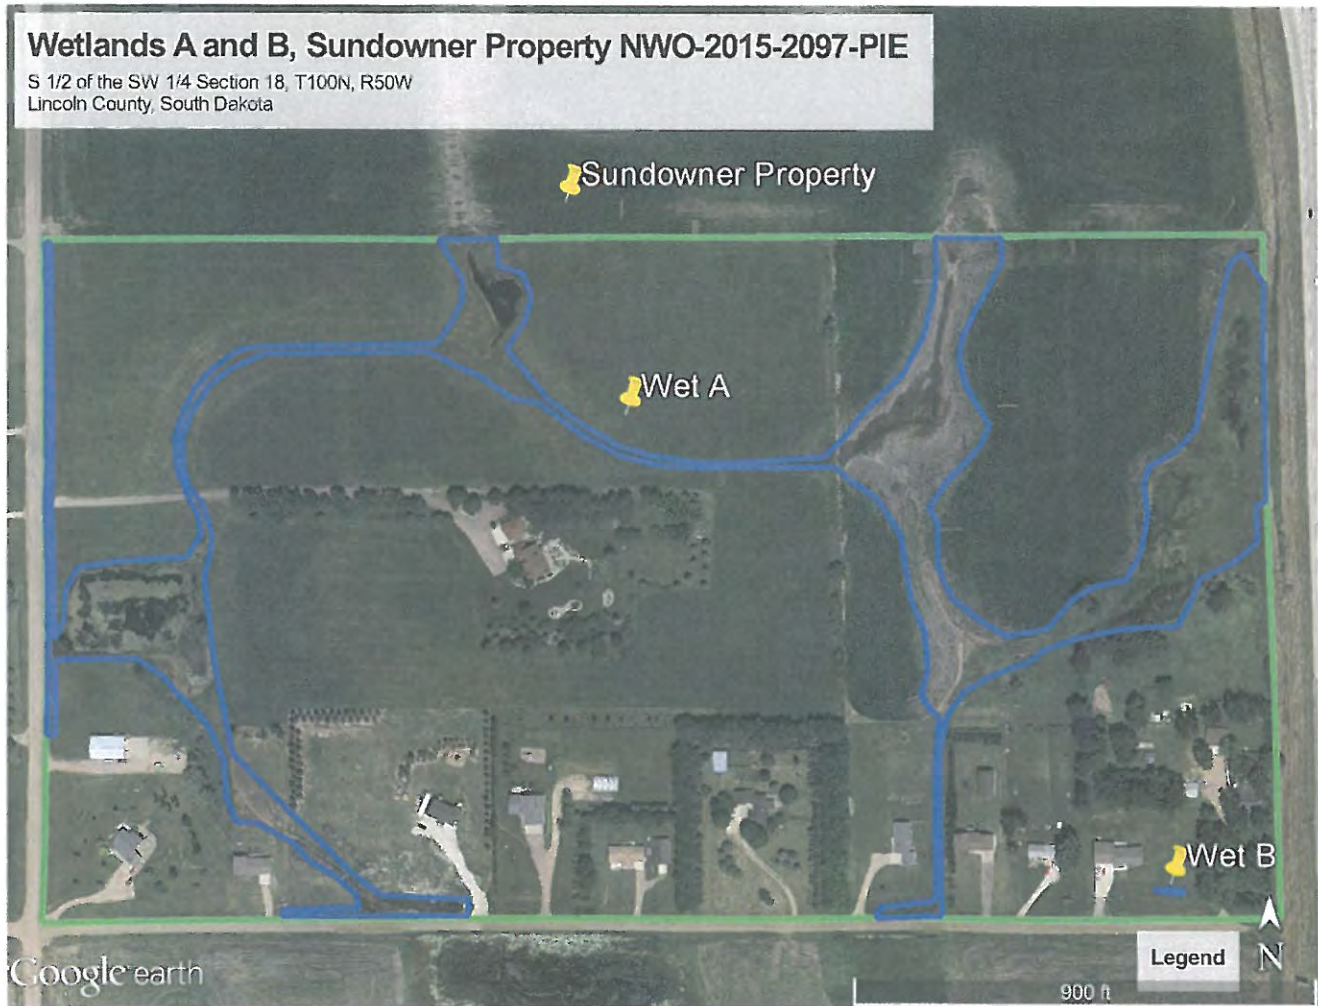 Wetlands A and B, Sundowner Property NWO-2015-2097-PIE
S 1/2 of the SW 1/4 Section 18, T100N, R50W
Lincoln County, South Dakota
Sundowner Property
Wet A
Wet B
Legend
N
Google earth
900 ft